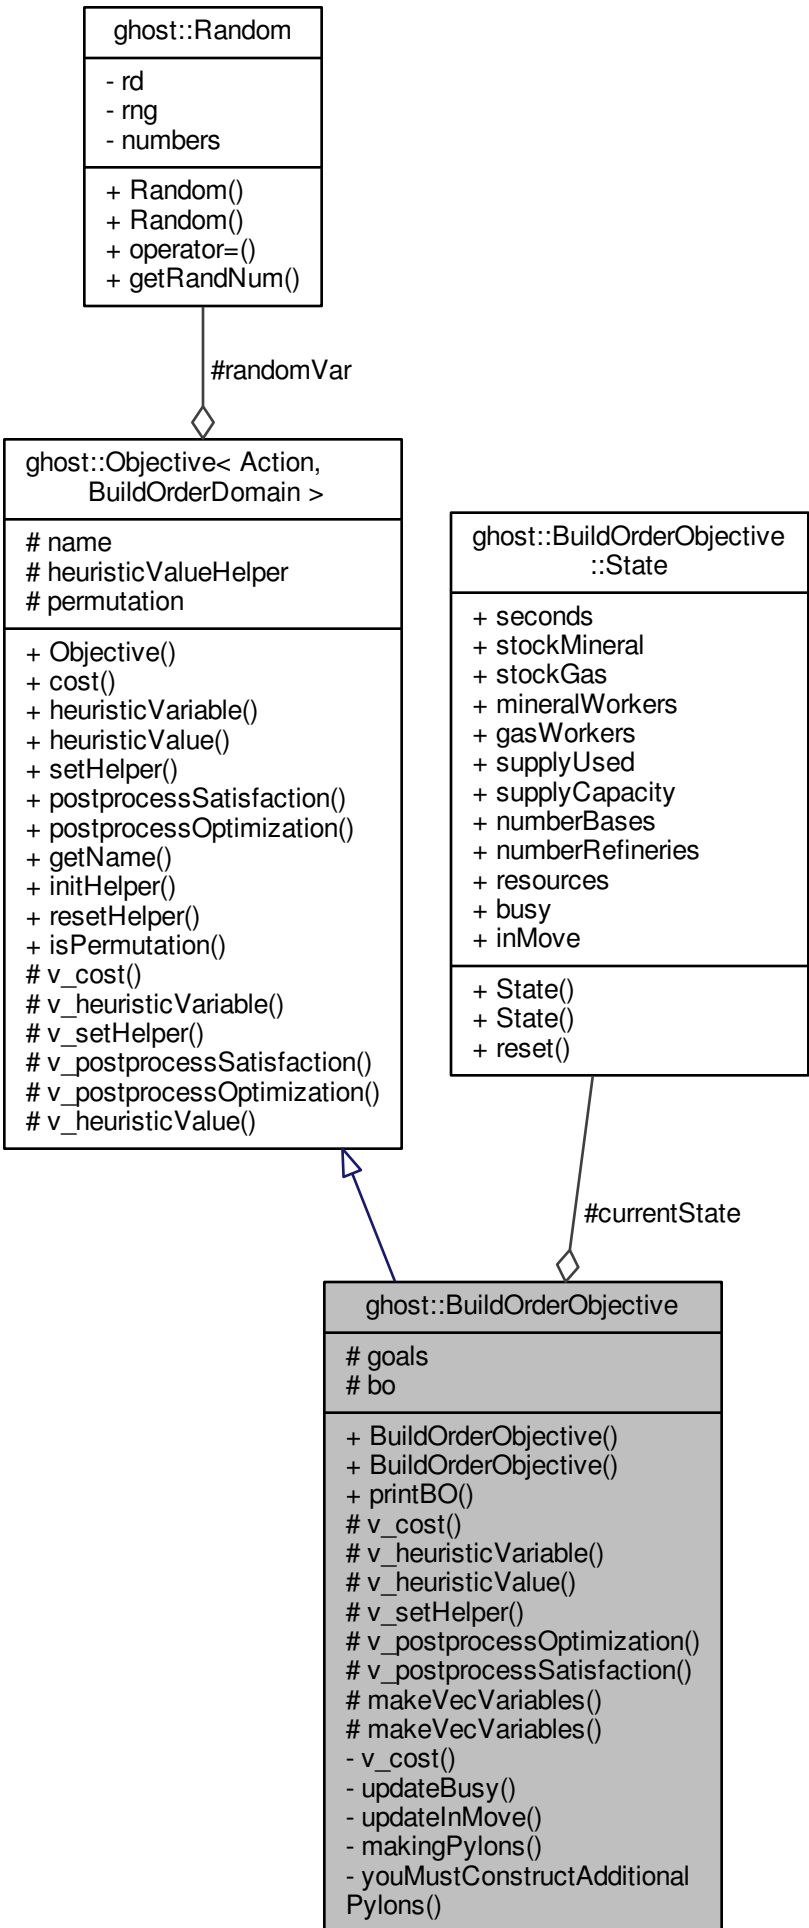 ghost::Random
- rd
- rng
- numbers
+ Random()
+ Random()
+ operator=()
+ getRandNum()
#randomVar
ghost::Objective< Action,
BuildOrderDomain >
# name
# heuristicValueHelper
# permutation
+ Objective()
+ cost()
+ heuristicVariable()
+ heuristicValue()
+ setHelper()
+ postprocessSatisfaction()
+ postprocessOptimization()
+ getName()
+ initHelper()
+ resetHelper()
+ isPermutation()
# v_cost()
# v_heuristicVariable()
# v_setHelper()
# v_postprocessSatisfaction()
# v_postprocessOptimization()
# v_heuristicValue()
ghost::BuildOrderObjective
::State
+ seconds
+ stockMineral
+ stockGas
+ mineralWorkers
+ gasWorkers
+ supplyUsed
+ supplyCapacity
+ numberBases
+ numberRefineries
+ resources
+ busy
+ inMove
+ State()
+ State()
+ reset()
#currentState
ghost::BuildOrderObjective
# goals
# bo
+ BuildOrderObjective()
+ BuildOrderObjective()
+ printBO()
# v_cost()
# v_heuristicVariable()
# v_heuristicValue()
# v_setHelper()
# v_postprocessOptimization()
# v_postprocessSatisfaction()
# makeVecVariables()
# makeVecVariables()
- v_cost()
- updateBusy()
- updateInMove()
- makingPylons()
- youMustConstructAdditional
Pylons()